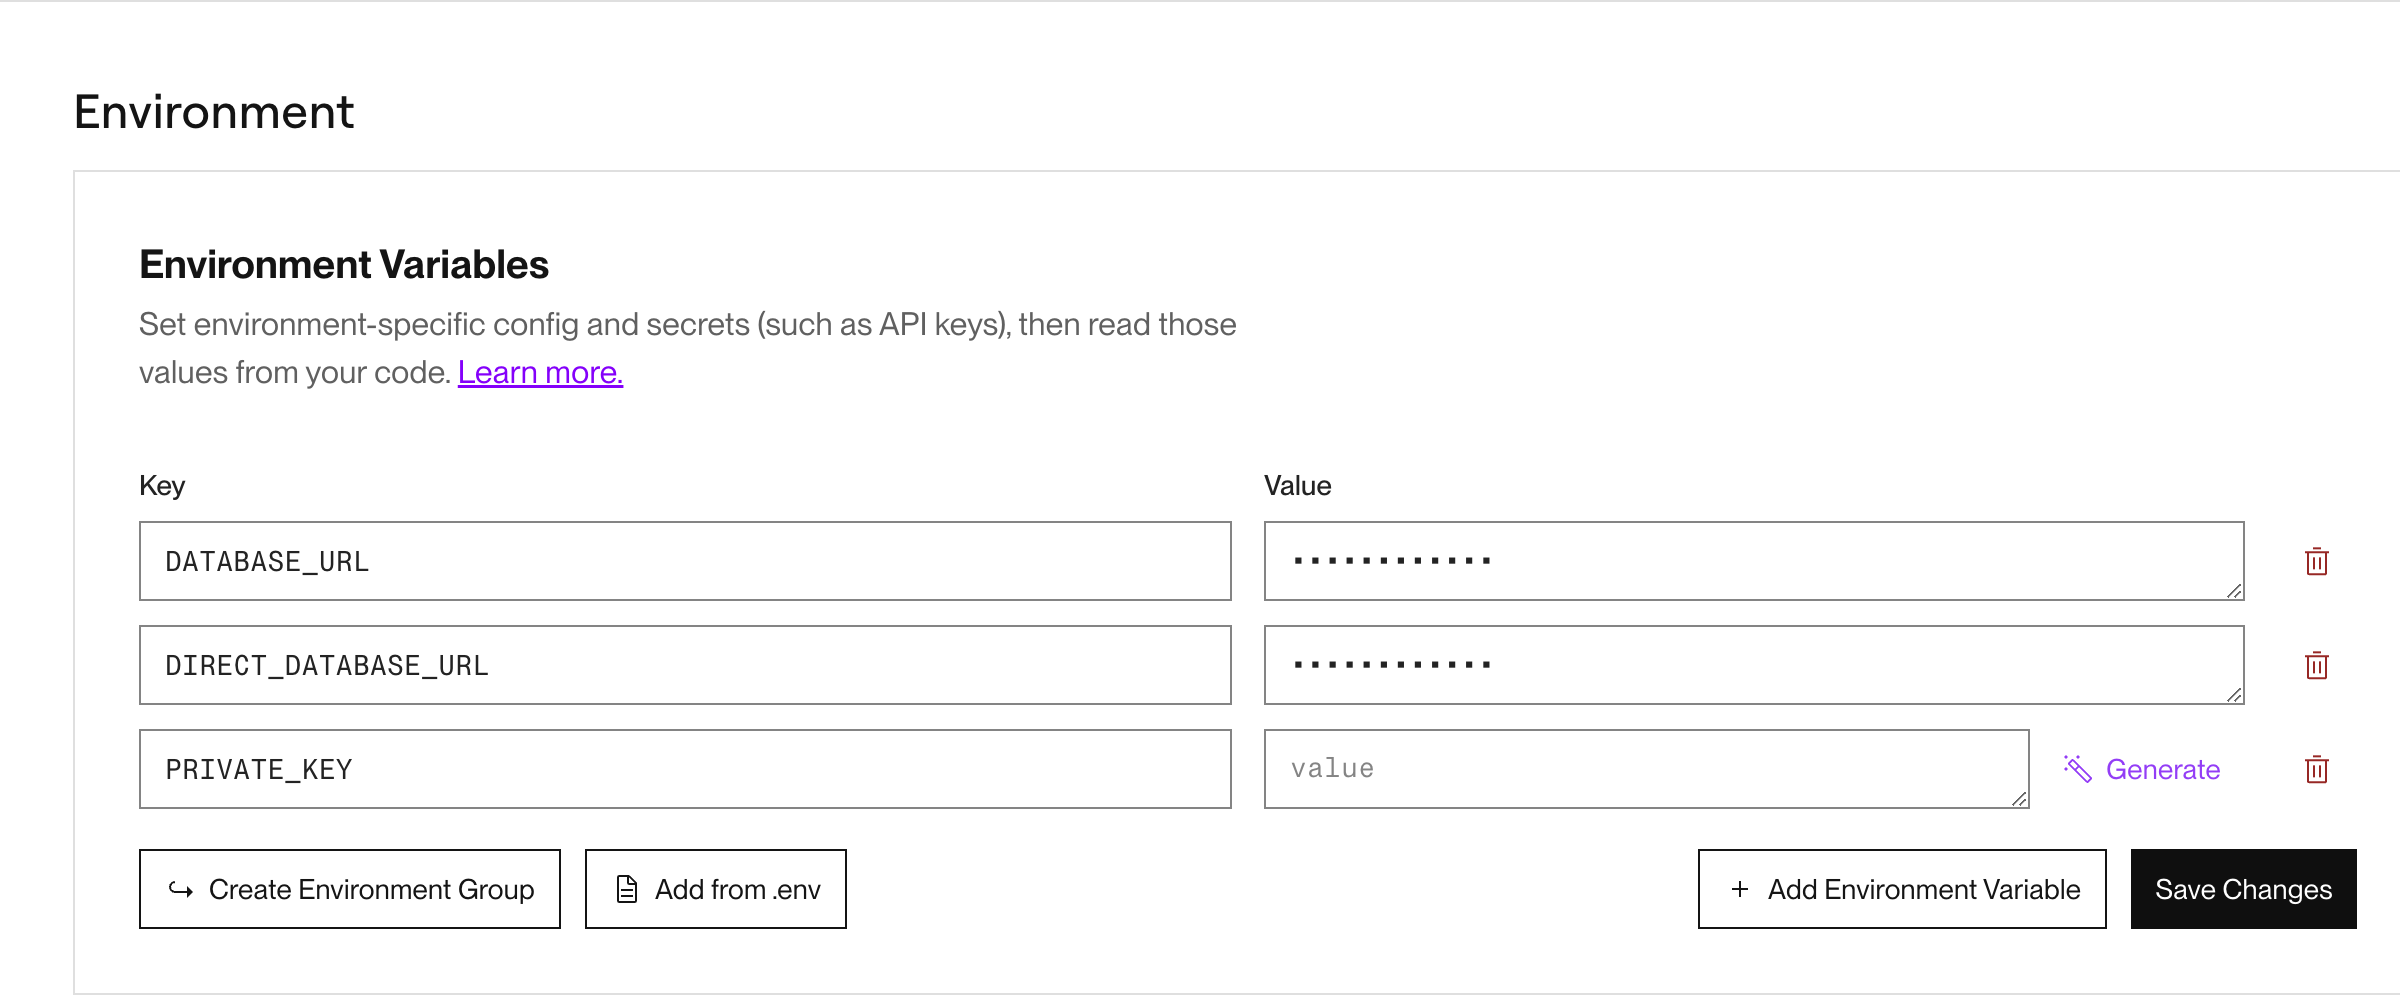 Environment
Environment Variables
Set environment-specific config and secrets (such as API keys), then read those
values from your code. Learn more.
Key Value
DATABASE_URL ············
DIRECT_DATABASE_URL ············
PRIVATE_KEY value Generate
Create Environment Group Add from .env + Add Environment Variable Save Changes